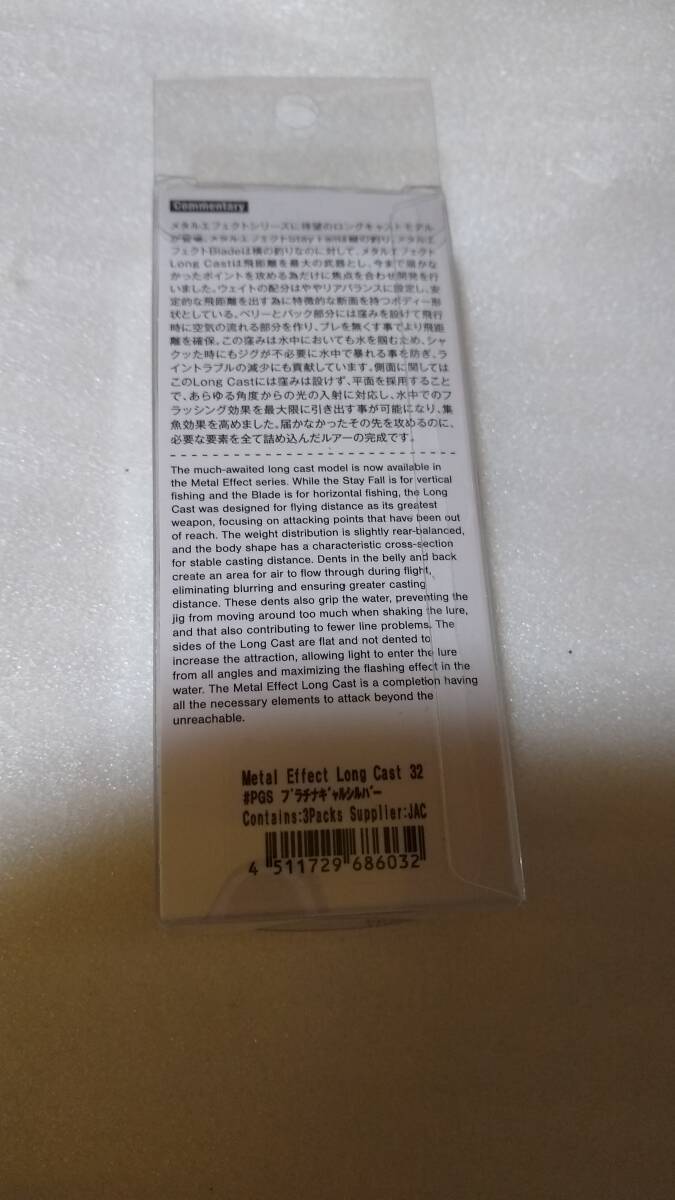 Commentary
メタルエフェクトシリーズに待望のロングキャストモデル
が登場。メタルエフェクトStay Fallは縦の釣り、メタルエ
フェクトBladeは横の釣りなのに対して、メタルエフェクト
Long Castは飛距離を最大の武器とし、今まで届かな
かったポイントを攻める為だけに焦点を合わせ開発を行
いました。ウェイトの配分はややリアバランスに設定し、安
定的な飛距離を出す為に特徴的な断面を持つボディー形
状としている。ベリーとバック部分には窪みを設けて飛行
時に空気の流れる部分を作り、ブレを無くす事でより飛距
離を確保。この窪みは水中においても水を掴むため、シャ
クッた時にもジグが不必要に水中で暴れる事を防ぎ、ラ
イントラブルの減少にも貢献しています。側面に関しては
このLong Castには窪みは設けず、平面を採用すること
で、あらゆる角度からの光の入射に対応し、水中でのフ
ラッシング効果を最大限に引き出す事が可能になり、集
魚効果を高めました。届かなかったその先を攻めるのに、
必要な要素を全て詰め込んだルアーの完成です。
The much-awaited long cast model is now available in
the Metal Effect series. While the Stay Fall is for vertical
fishing and the Blade is for horizontal fishing, the Long
Cast was designed for flying distance as its greatest
weapon, focusing on attacking points that have been out
of reach. The weight distribution is slightly rear-balanced,
and the body shape has a characteristic cross-section
for stable casting distance. Dents in the belly and back
create an area for air to flow through during flight,
eliminating blurring and ensuring greater casting
distance. These dents also grip the water, preventing the
jig from moving around too much when shaking the lure,
and that also contributing to fewer line problems. The
sides of the Long Cast are flat and not dented to
increase the attraction, allowing light to enter the lure
from all angles and maximizing the flashing effect in the
water. The Metal Effect Long Cast is a completion having
all the necessary elements to attack beyond the
unreachable.
Metal Effect Long Cast 32
#PGS プラチナギャルシルバー
Contains:3Packs Supplier:JAC
4 511729 686032